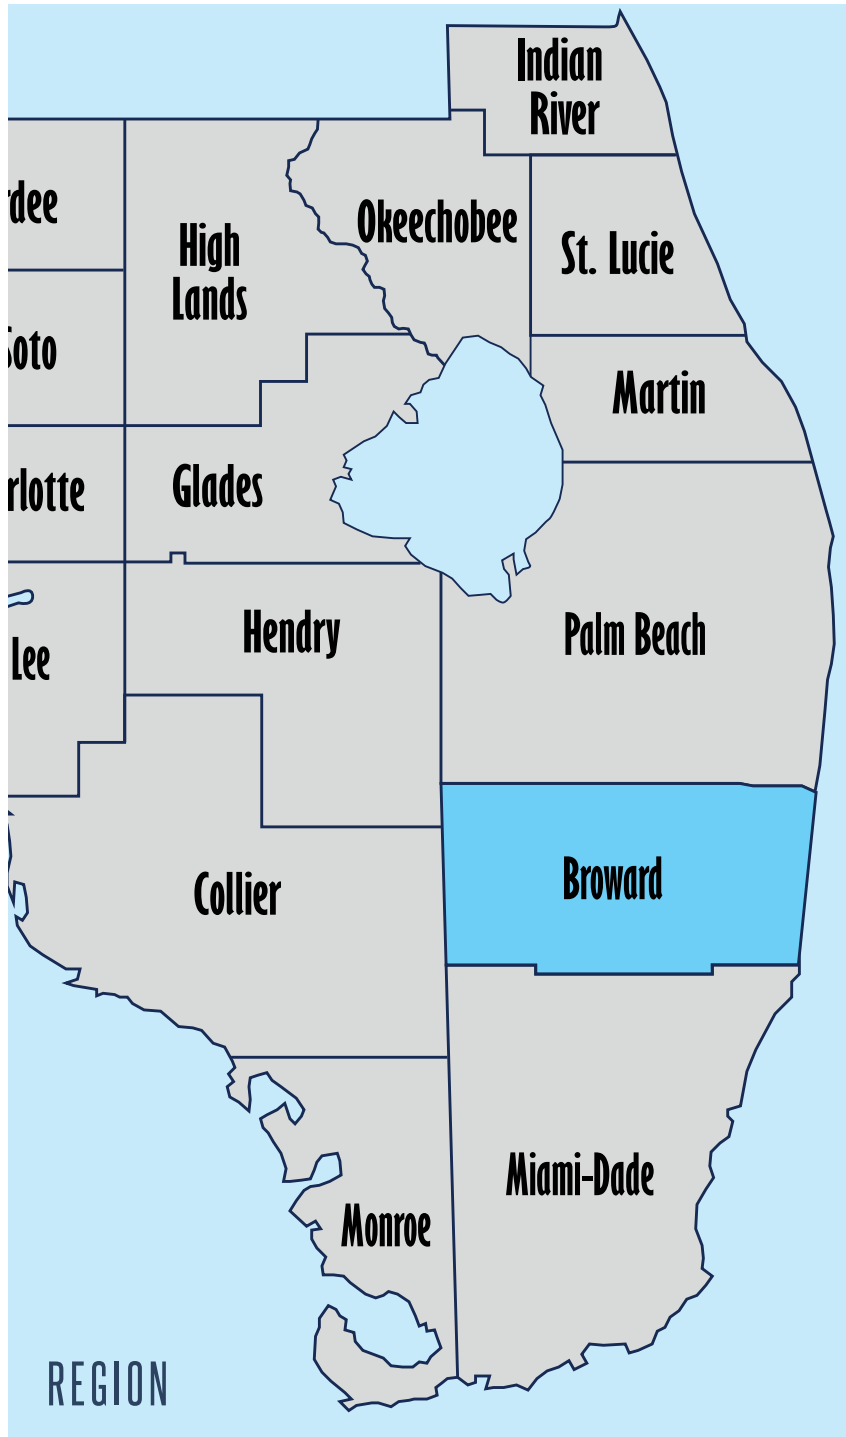 Indian
River
rdee
High
Lands
Okeechobee
St. Lucie
Soto
Martin
rlotte
Glades
Hendry
Palm Beach
Lee
Collier
Broward
Miami-Dade
Monroe
REGION